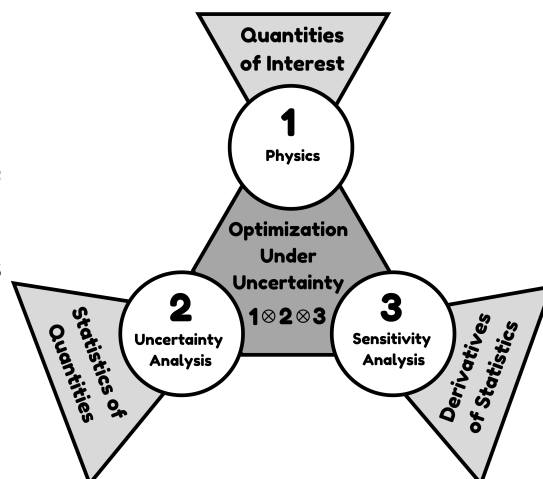 Quantities
of Interest
1
Physics
Optimization
Under
Uncertainty
1⊗2⊗3
2
Uncertainty
Analysis
3
Sensitivity
Analysis
Statistics of
Quantities
Derivatives
of Statistics